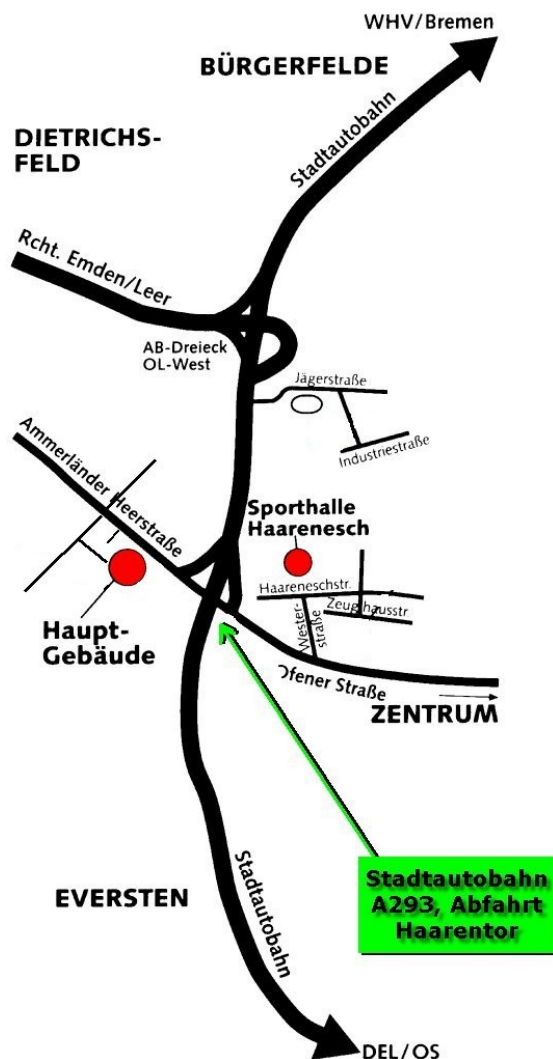 WHV/Bremen
BÜRGERFELDE
Stadtautobahn
DIETRICHS-
FELD
Rcht. Emden/Leer
AB-Dreieck
OL-West
Jägerstraße
Industriestraße
Ammerländer Heerstraße
Sporthalle
Haarenesch
Haareneschstr.
Zeughausstr
Wester-
straße
Haupt-
Gebäude
Ofener Straße
ZENTRUM
Stadtautobahn
A293, Abfahrt
Haarentor
EVERSTEN
Stadtautobahn
DEL/OS